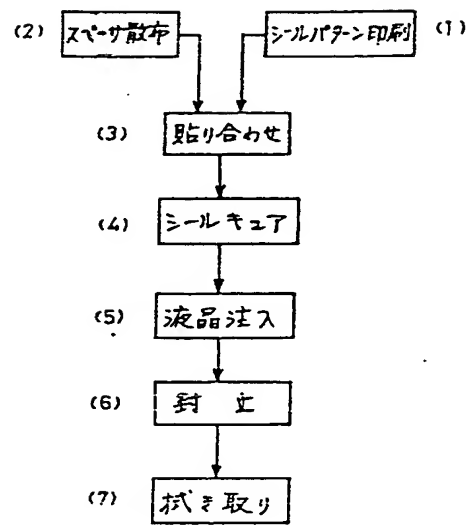 (2) スペーサ散布 シールパターン印刷 (1)
(3) 貼り合わせ
(4) シールキュア
(5) 液晶注入
(6) 封止
(7) 拭き取り